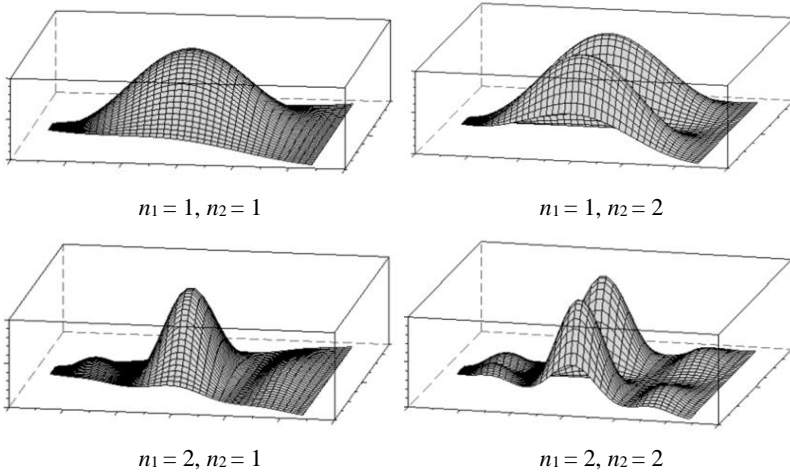 n₁ = 1, n₂ = 1
n₁ = 1, n₂ = 2
n₁ = 2, n₂ = 1
n₁ = 2, n₂ = 2